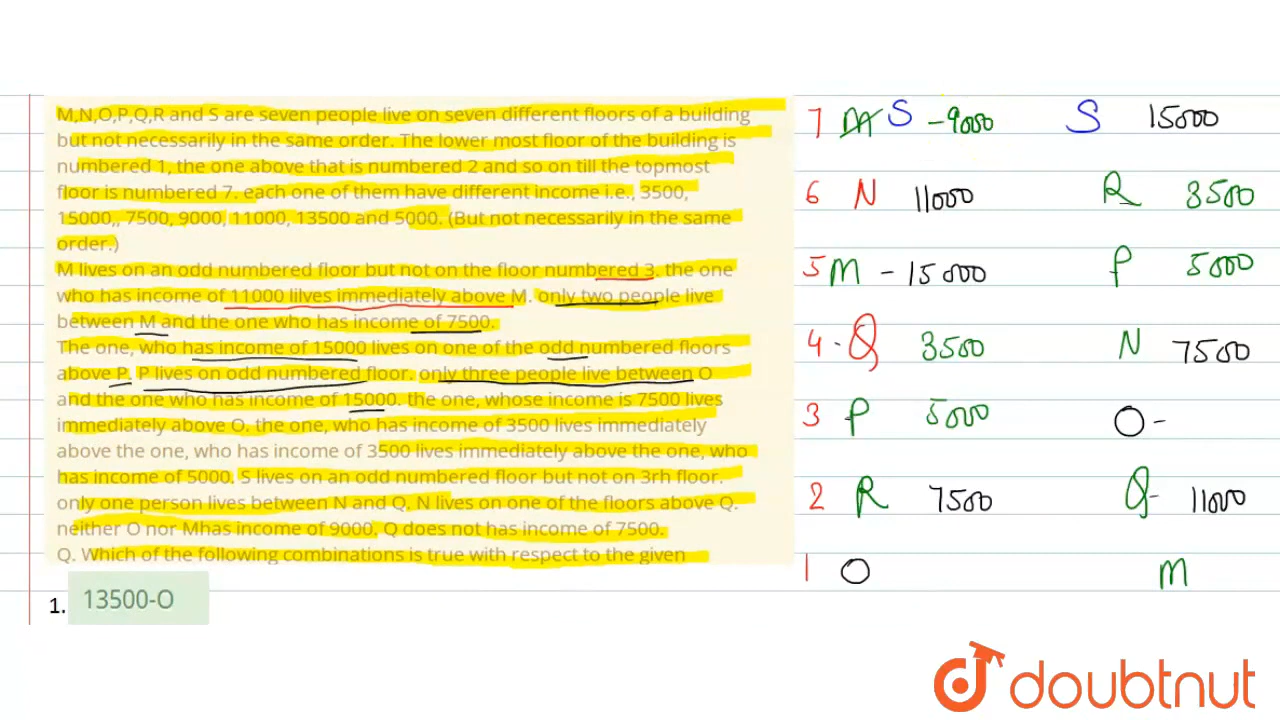 M,N,O,P,Q,R and S are seven people live on seven different floors of a building
but not necessarily in the same order. The lower most floor of the building is
numbered 1, the one above that is numbered 2 and so on till the topmost
floor is numbered 7. each one of them have different income i.e., 3500,
15000,, 7500, 9000, 11000, 13500 and 5000. (But not necessarily in the same
order.)
M lives on an odd numbered floor but not on the floor numbered 3. the one
who has income of 11000 lilves immediately above M. only two people live
between M and the one who has income of 7500.
The one, who has income of 15000 lives on one of the odd numbered floors
above P. P lives on odd numbered floor. only three people live between O
and the one who has income of 15000. the one, whose income is 7500 lives
immediately above O. the one, who has income of 3500 lives immediately
above the one, who has income of 3500 lives immediately above the one, who
has income of 5000. S lives on an odd numbered floor but not on 3rh floor.
only one person lives between N and Q. N lives on one of the floors above Q.
neither O nor Mhas income of 9000. Q does not has income of 7500.
Q. Which of the following combinations is true with respect to the given
1. 13500-O
7 M S - 9000 S 15000
6 N 11000 R 3500
5 M - 15000 P 5000
4 - Q 3500 N 7500
3 P 5000 O -
2 R 7500 Q - 11000
1 O M
doubtnut